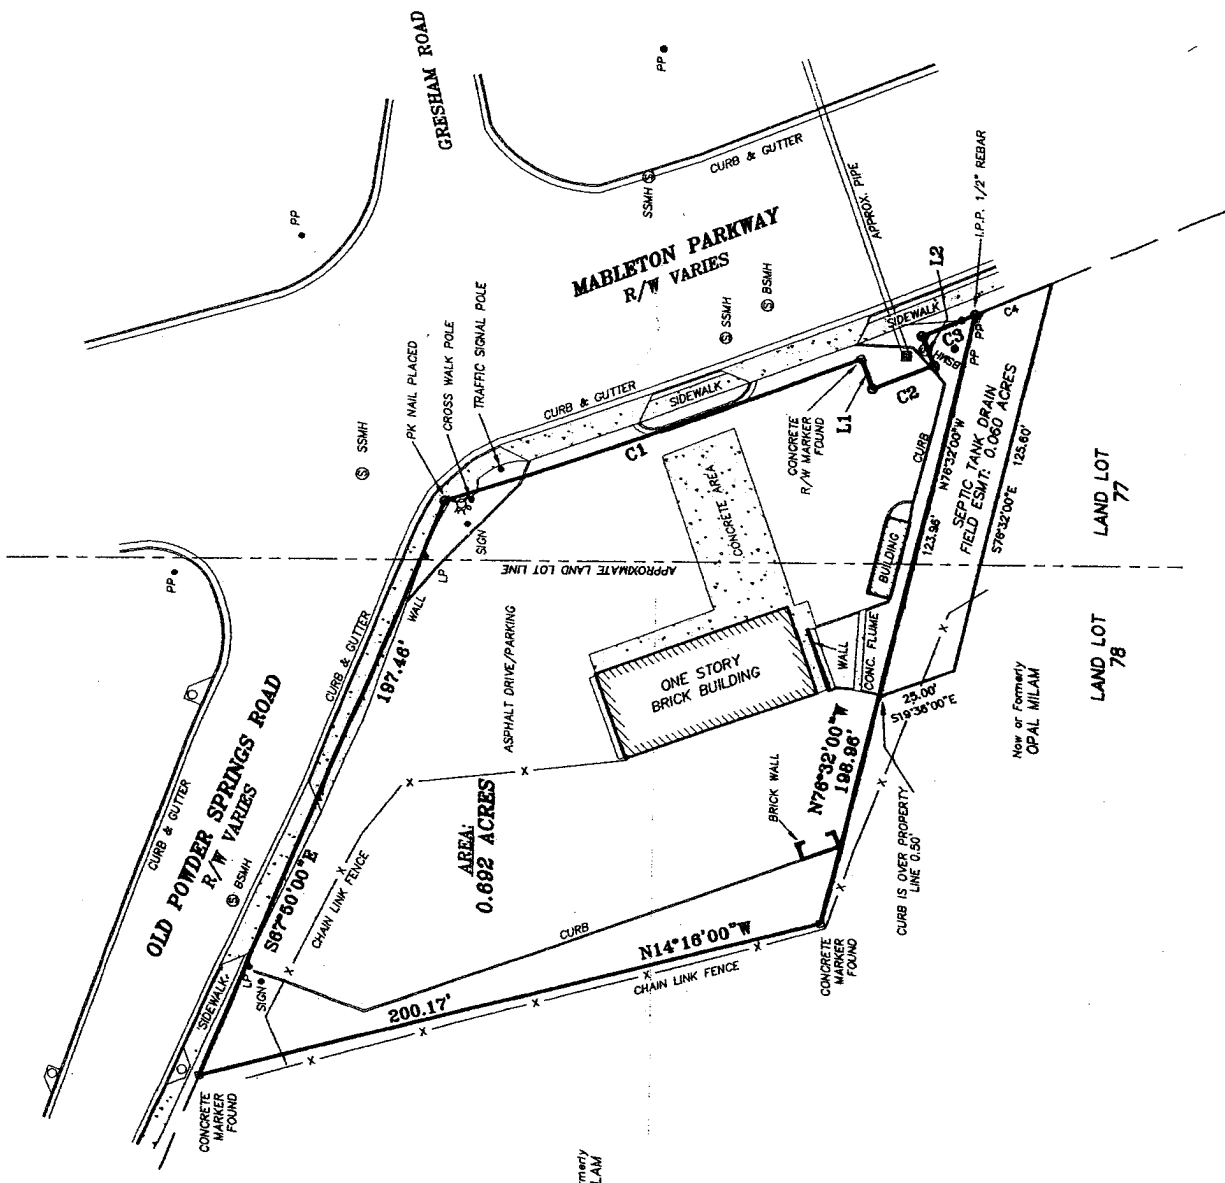 GRESHAM ROAD
PP
PP
SSMH
CURB & GUTTER
APPROX. PIPE
MABLETON PARKWAY
R/W VARIES
SSMH
BSMH
I.P.P. 1/2" REBAR
L2
SIDEWALK
PK NAIL PLACED
CROSS WALK POLE
TRAFFIC SIGNAL POLE
SSMH
CURB & GUTTER
SIDEWALK
C1
CONCRETE
R/W MARKER
FOUND
L1
C2
C3
C4
BSMH
PP
PP
CURB
N76°32'00"W
123.96'
SEPTIC TANK DRAIN
FIELD ESMT: 0.060 ACRES
S76°32'00"E 125.60'
LAND LOT
77
LAND LOT
78
CONCRETE AREA
SIGN
LP
WALL
APPROXIMATE LAND LOT LINE
PP
CURB & GUTTER
197.46'
ASPHALT DRIVE/PARKING
ONE STORY
BRICK BUILDING
BUILDING
WALL
CONC. FLUME
25.00'
S19°36'00"E
Now or Formerly
OPAL MILAM
CURB & GUTTER
OLD POWDER SPRINGS ROAD
R/W VARIES
BSMH
S67°50'00"E
CHAIN LINK FENCE
AREA:
0.692 ACRES
BRICK WALL
N76°32'00"W
198.96'
CURB IS OVER PROPERTY
LINE 0.50'
CURB
N14°16'00"W
200.17'
CHAIN LINK FENCE
CONCRETE
MARKER
FOUND
SIDEWALK
LP
SIGN
CONCRETE
MARKER
FOUND
merly
LAM